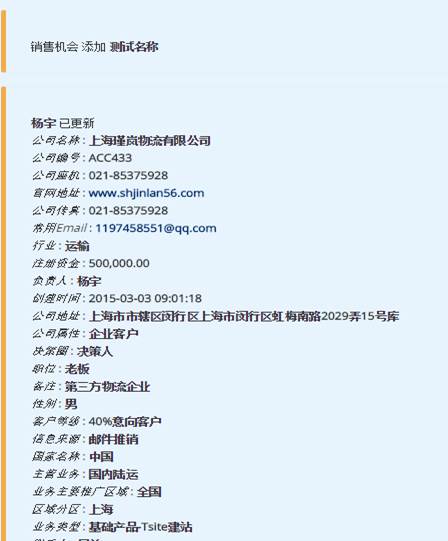 销售机会 添加 测试名称
杨宇 已更新
公司名称 : 上海瑾岚物流有限公司
公司编号 : ACC433
公司座机 : 021-85375928
官网地址 : www.shjinlan56.com
公司传真 : 021-85375928
常用Email : 1197458551@qq.com
行业 : 运输
注册资金 : 500,000.00
负责人 : 杨宇
创建时间 : 2015-03-03 09:01:18
公司地址 : 上海市市辖区闵行区上海市闵行区虹梅南路2029弄15号库
公司属性 : 企业客户
决策圈 : 决策人
职位 : 老板
备注 : 第三方物流企业
性别 : 男
客户等级 : 40%意向客户
信息来源 : 邮件推销
国家名称 : 中国
主营业务 : 国内陆运
业务主要推广区域 : 全国
区域分区 : 上海
业务类型 : 基础产品-Tsite建站